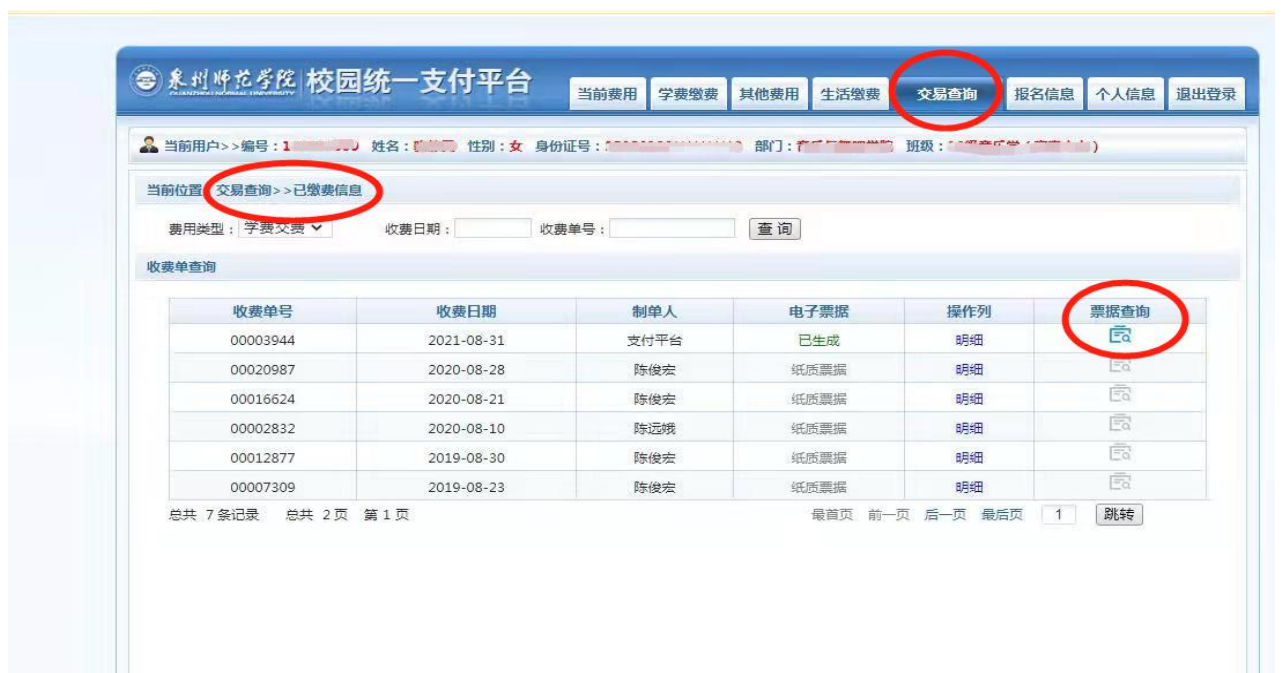 泉州师范学院 校园统一支付平台
QUANZHOU NORMAL UNIVERSITY
当前费用 学费缴费 其他费用 生活缴费 交易查询 报名信息 个人信息 退出登录
当前用户>>编号：1 姓名： 性别：女 身份证号： 部门： 班级：
当前位置 交易查询>>已缴费信息
费用类型： 学费交费 收费日期： 收费单号： 查 询
收费单查询
收费单号 收费日期 制单人 电子票据 操作列 票据查询
00003944 2021-08-31 支付平台 已生成 明细
00020987 2020-08-28 陈俊宏 纸质票据 明细
00016624 2020-08-21 陈俊宏 纸质票据 明细
00002832 2020-08-10 陈远娥 纸质票据 明细
00012877 2019-08-30 陈俊宏 纸质票据 明细
00007309 2019-08-23 陈俊宏 纸质票据 明细
总共 7条记录 总共 2页 第1页 最首页 前一页 后一页 最后页 1 跳转